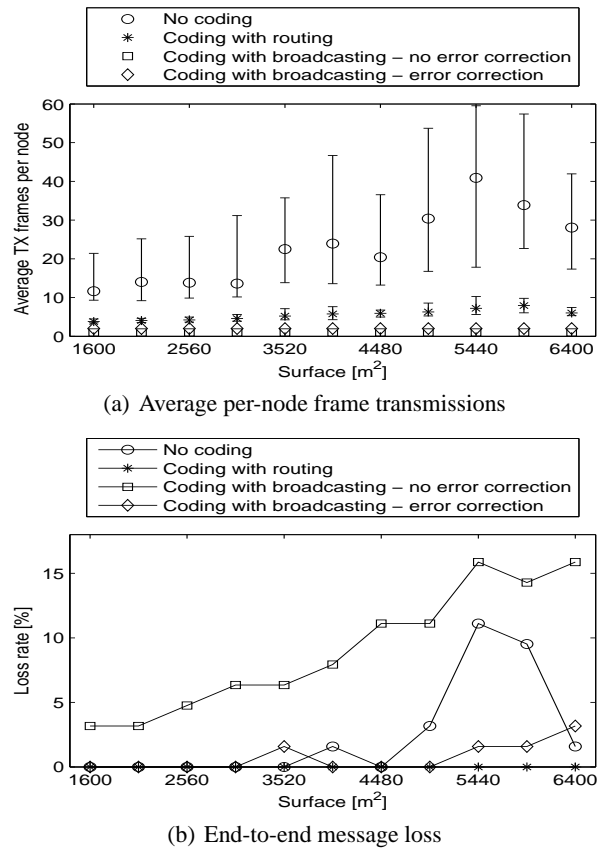 No coding
Coding with routing
Coding with broadcasting – no error correction
Coding with broadcasting – error correction
60
50
40
30
20
10
0
Average TX frames per node
1600 2560 3520 4480 5440 6400
Surface [m²]
(a) Average per-node frame transmissions
No coding
Coding with routing
Coding with broadcasting – no error correction
Coding with broadcasting – error correction
15
10
5
0
Loss rate [%]
1600 2560 3520 4480 5440 6400
Surface [m²]
(b) End-to-end message loss